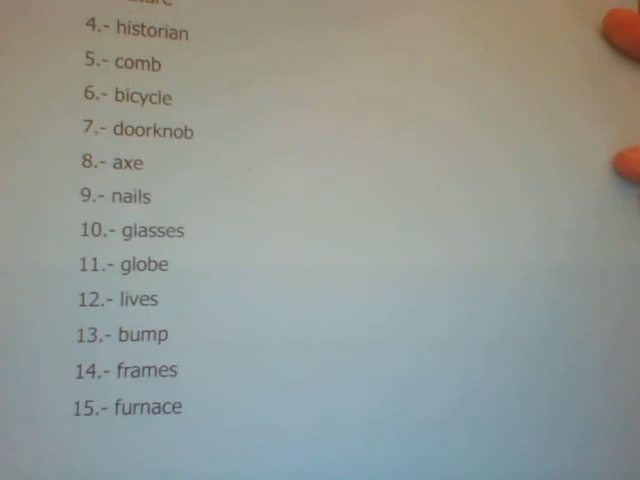 4.- historian
5.- comb
6.- bicycle
7.- doorknob
8.- axe
9.- nails
10.- glasses
11.- globe
12.- lives
13.- bump
14.- frames
15.- furnace